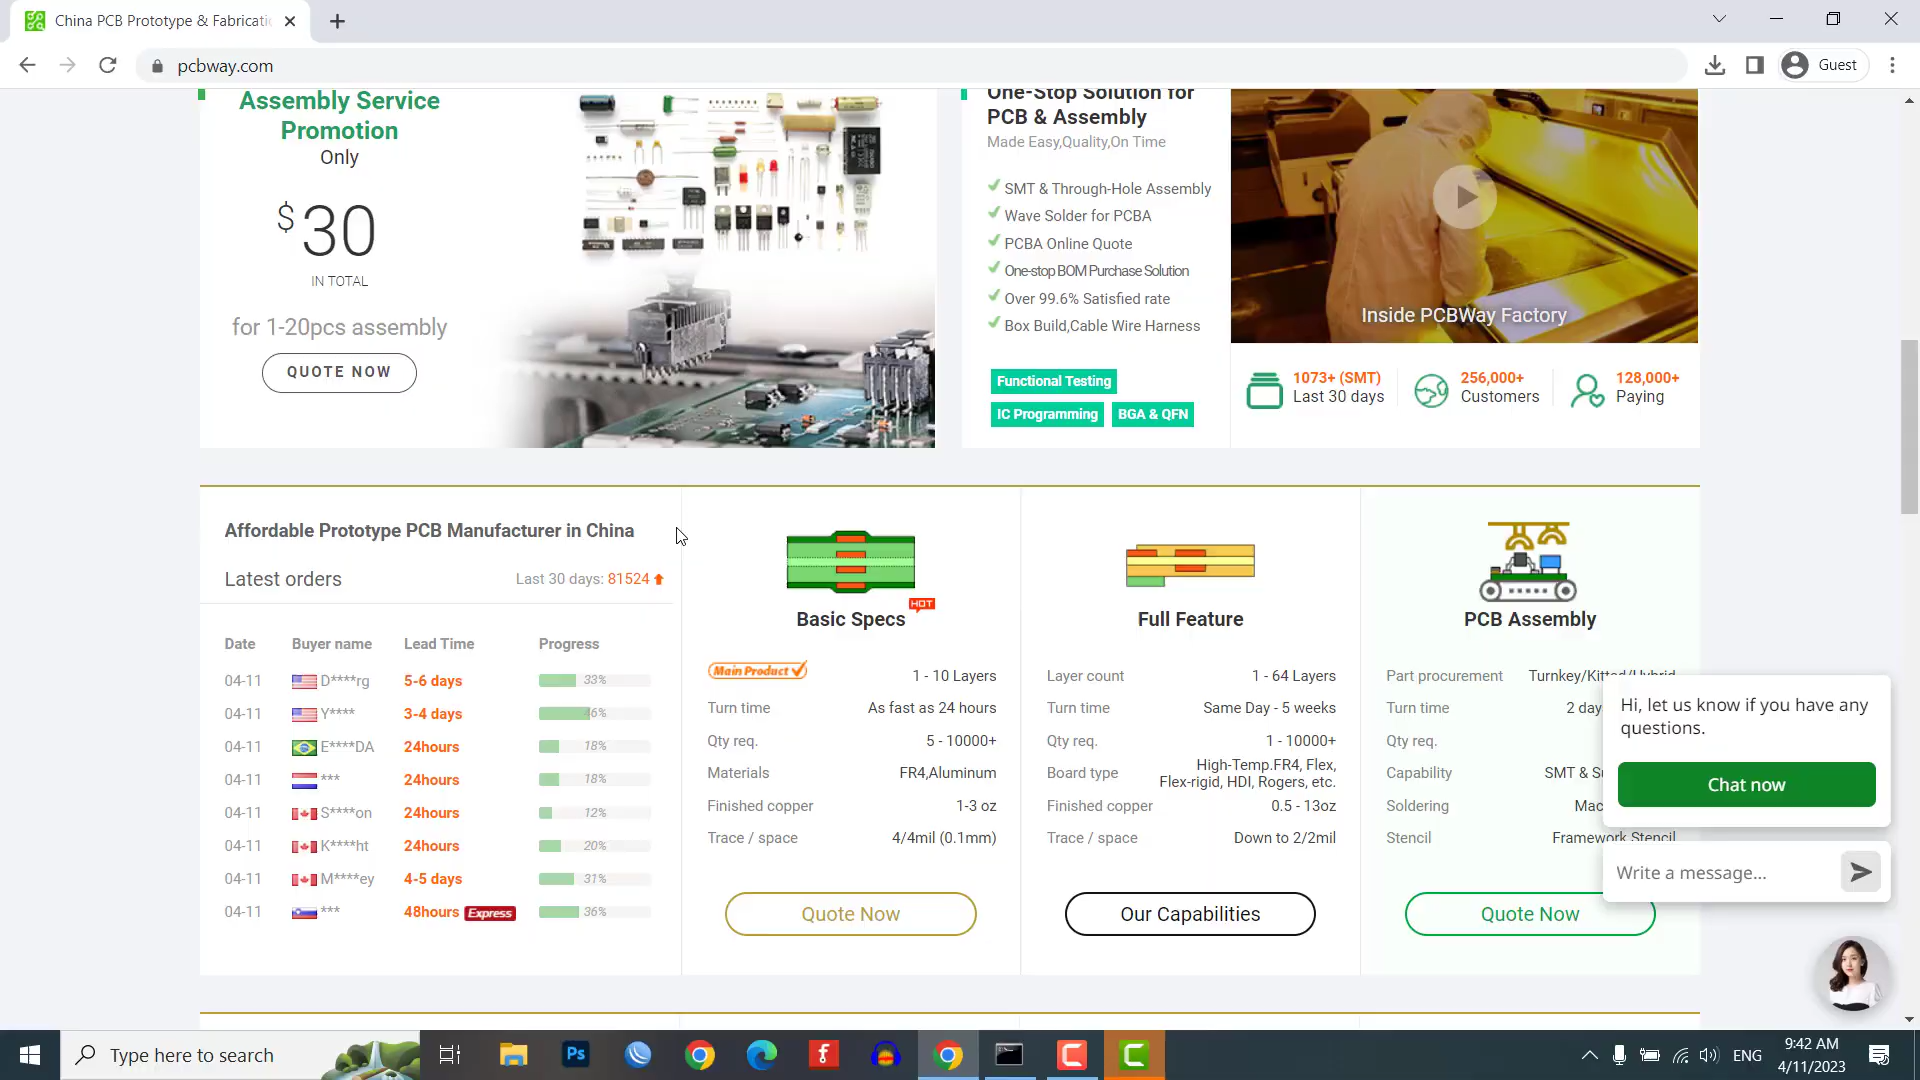 China PCB Prototype & Fabricatio
pcbway.com
Guest
Assembly Service
Promotion
Only
$30
IN TOTAL
for 1-20pcs assembly
QUOTE NOW
One-Stop Solution for
PCB & Assembly
Made Easy,Quality,On Time
SMT & Through-Hole Assembly
Wave Solder for PCBA
PCBA Online Quote
One-stop BOM Purchase Solution
Over 99.6% Satisfied rate
Box Build,Cable Wire Harness
Functional Testing
IC Programming BGA & QFN
Inside PCBWay Factory
1073+ (SMT)
Last 30 days
256,000+
Customers
128,000+
Paying
Affordable Prototype PCB Manufacturer in China
Latest orders Last 30 days: 81524
Date Buyer name Lead Time Progress
04-11 D****rg 5-6 days 33%
04-11 Y**** 3-4 days 46%
04-11 E****DA 24hours 18%
04-11 *** 24hours 18%
04-11 S****on 24hours 12%
04-11 K****ht 24hours 20%
04-11 M****ey 4-5 days 31%
04-11 *** 48hours Express 36%
HOT
Basic Specs
Main Product 1 - 10 Layers
Turn time As fast as 24 hours
Qty req. 5 - 10000+
Materials FR4,Aluminum
Finished copper 1-3 oz
Trace / space 4/4mil (0.1mm)
Quote Now
Full Feature
Layer count 1 - 64 Layers
Turn time Same Day - 5 weeks
Qty req. 1 - 10000+
Board type High-Temp.FR4, Flex,
Flex-rigid, HDI, Rogers, etc.
Finished copper 0.5 - 13oz
Trace / space Down to 2/2mil
Our Capabilities
PCB Assembly
Part procurement Turnkey/Kitted/Hybrid
Turn time 2 day
Qty req.
Capability SMT &
Soldering
Stencil Framework Stencil
Quote Now
Hi, let us know if you have any
questions.
Chat now
Write a message...
Type here to search
Ps
ENG
9:42 AM
4/11/2023